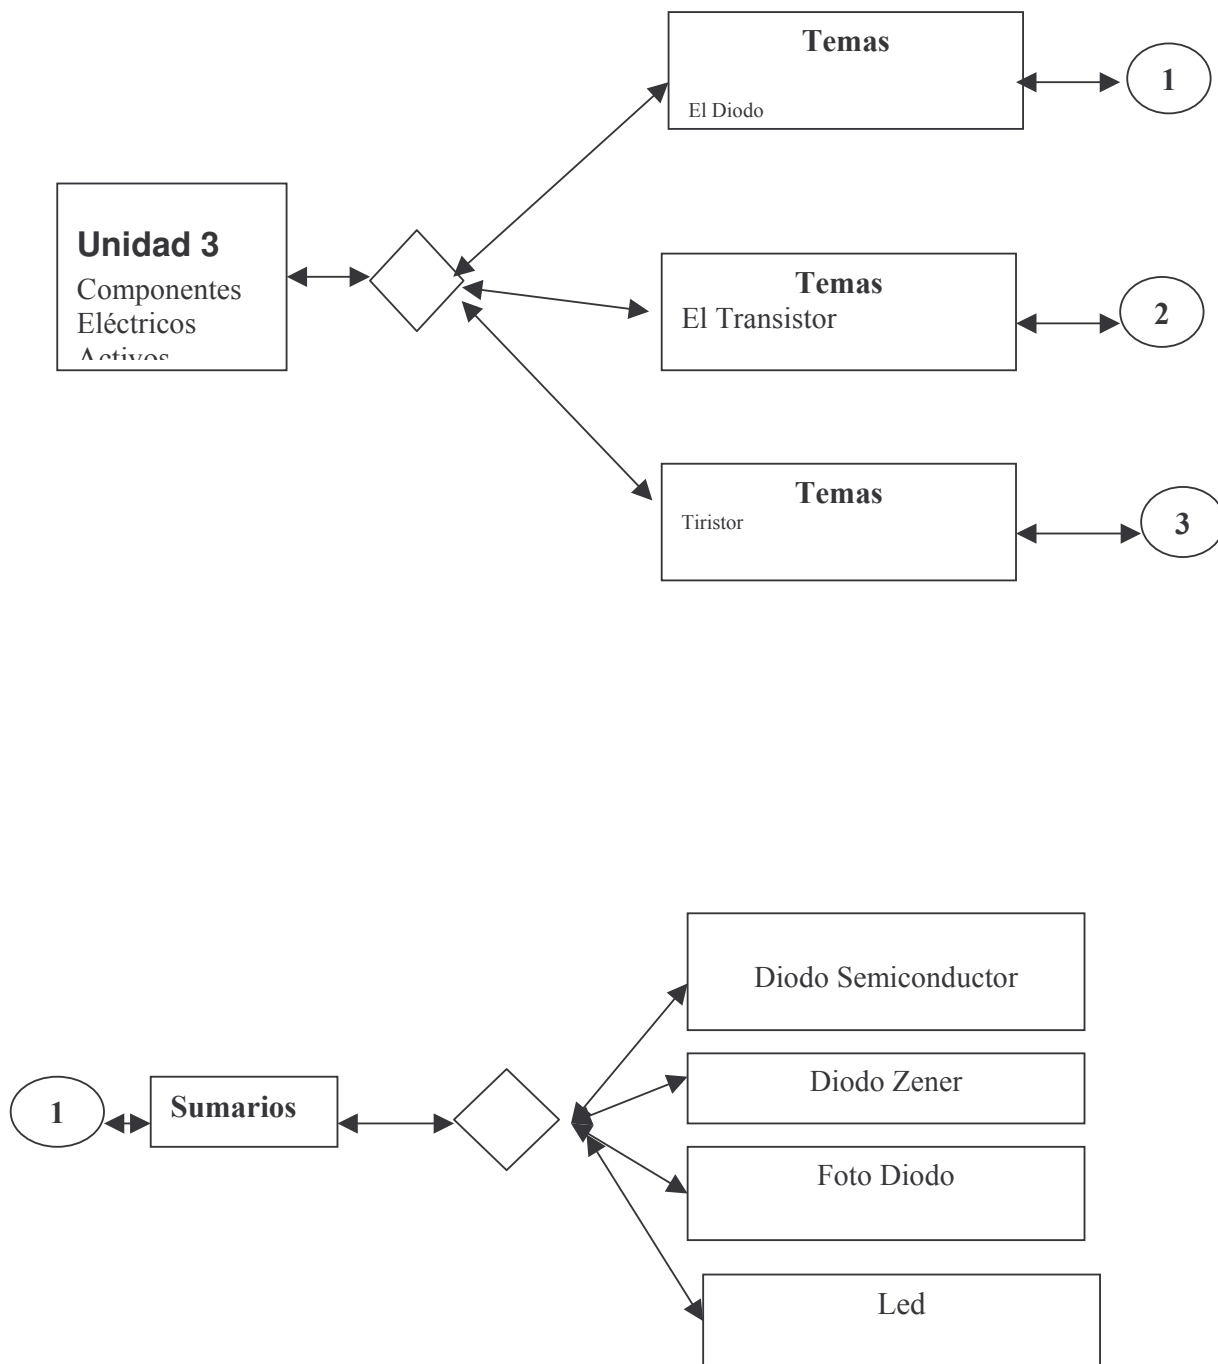 Temas
El Diodo
1
Unidad 3
Componentes
Eléctricos
Activos
Temas
El Transistor
2
Temas
Tiristor
3
Diodo Semiconductor
1
Sumarios
Diodo Zener
Foto Diodo
Led